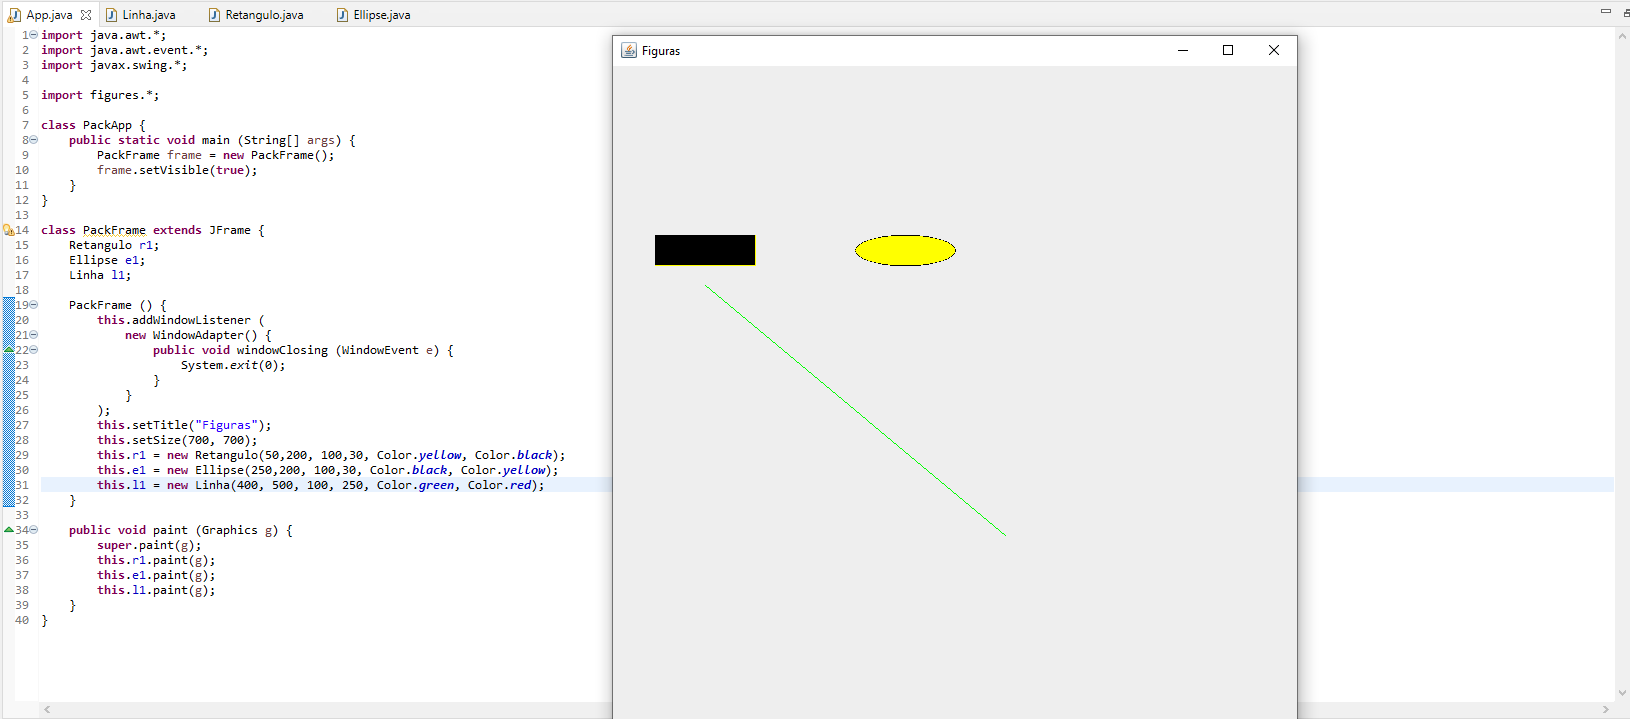 App.java Linha.java Retangulo.java Ellipse.java
Figuras
1 import java.awt.*;
2 import java.awt.event.*;
3 import javax.swing.*;
4
5 import figures.*;
6
7 class PackApp {
8     public static void main (String[] args) {
9         PackFrame frame = new PackFrame();
10         frame.setVisible(true);
11     }
12 }
13
14 class PackFrame extends JFrame {
15     Retangulo r1;
16     Ellipse e1;
17     Linha l1;
18
19     PackFrame () {
20         this.addWindowListener (
21             new WindowAdapter() {
22                 public void windowClosing (WindowEvent e) {
23                     System.exit(0);
24                 }
25             }
26         );
27         this.setTitle("Figuras");
28         this.setSize(700, 700);
29         this.r1 = new Retangulo(50,200, 100,30, Color.yellow, Color.black);
30         this.e1 = new Ellipse(250,200, 100,30, Color.black, Color.yellow);
31         this.l1 = new Linha(400, 500, 100, 250, Color.green, Color.red);
32     }
33
34     public void paint (Graphics g) {
35         super.paint(g);
36         this.r1.paint(g);
37         this.e1.paint(g);
38         this.l1.paint(g);
39     }
40 }